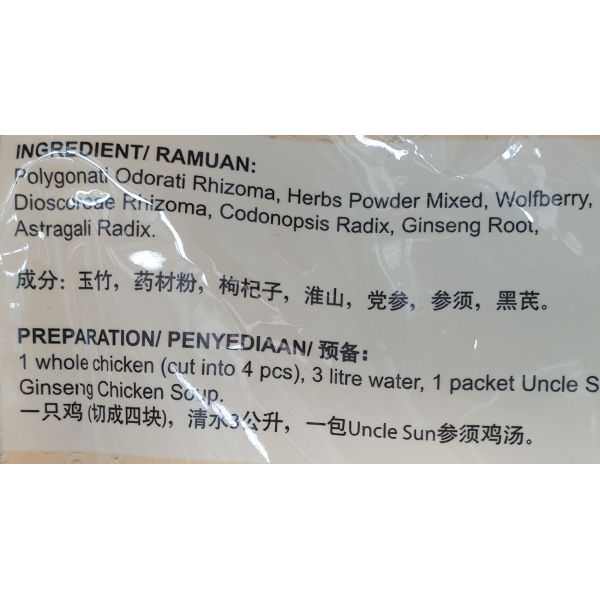 INGREDIENT/ RAMUAN:
Polygonati Odorati Rhizoma, Herbs Powder Mixed, Wolfberry,
Dioscoreae Rhizoma, Codonopsis Radix, Ginseng Root,
Astragali Radix.
成分：玉竹，药材粉，枸杞子，淮山，党参，参须，黑芪。
PREPARATION/ PENYEDIAAN/ 预备：
1 whole chicken (cut into 4 pcs), 3 litre water, 1 packet Uncle S
Ginseng Chicken Soup.
一只鸡 (切成四块)，清水3公升，一包Uncle Sun参须鸡汤。